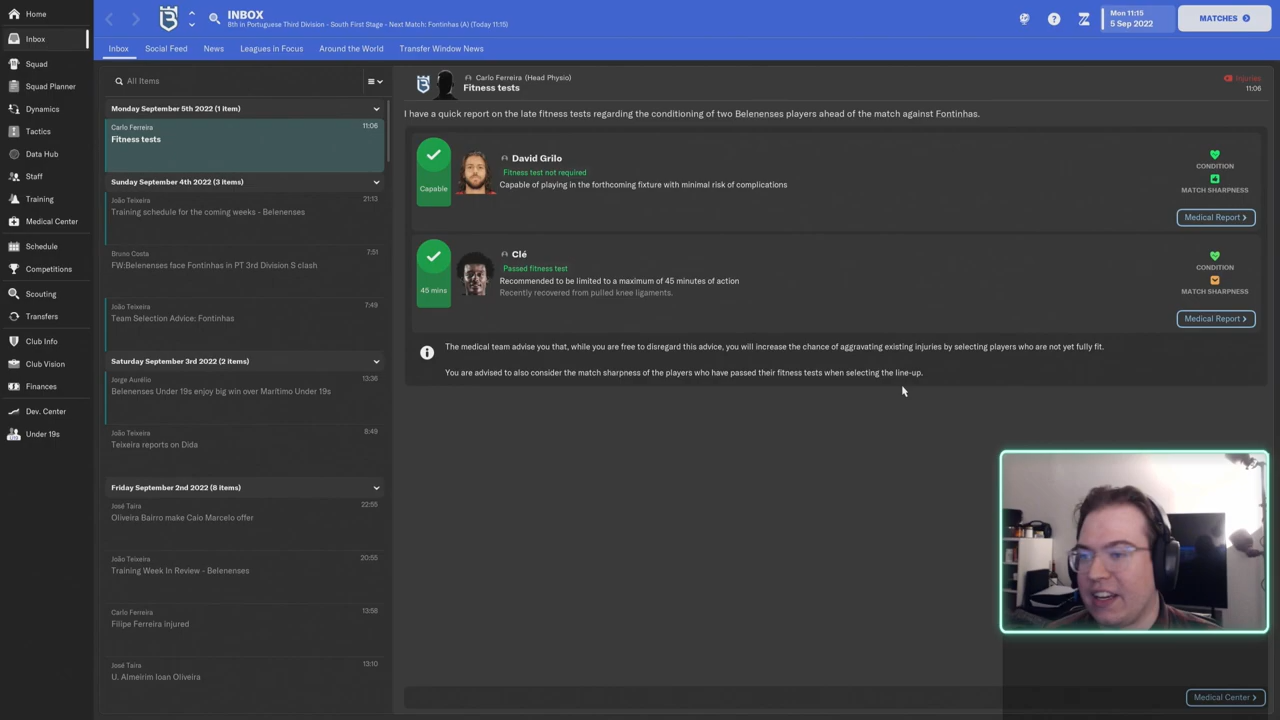 Home
Inbox
Squad
Squad Planner
Dynamics
Tactics
Data Hub
Staff
Training
Medical Center
Schedule
Competitions
Scouting
Transfers
Club Info
Club Vision
Finances
Dev. Center
Under 19s
INBOX
8th in Portuguese Third Division - South First Stage - Next Match: Fontinhas (A) (Today 11:15)
Mon 11:15
5 Sep 2022
MATCHES
Inbox
Social Feed
News
Leagues in Focus
Around the World
Transfer Window News
All Items
Monday September 5th 2022 (1 item)
Carlo Ferreira
11:06
Fitness tests
Sunday September 4th 2022 (3 items)
João Teixeira
21:13
Training schedule for the coming weeks - Belenenses
Bruno Costa
7:51
FW:Belenenses face Fontinhas in PT 3rd Division S clash
João Teixeira
7:49
Team Selection Advice: Fontinhas
Saturday September 3rd 2022 (2 items)
Jorge Aurélio
13:36
Belenenses Under 19s enjoy big win over Marítimo Under 19s
João Teixeira
8:49
Teixeira reports on Dida
Friday September 2nd 2022 (8 items)
José Taira
22:55
Oliveira Bairro make Caio Marcelo offer
João Teixeira
20:55
Training Week In Review - Belenenses
Carlo Ferreira
13:56
Filipe Ferreira injured
José Taira
13:10
U. Almeirim Ioan Oliveira
Carlo Ferreira (Head Physio)
Fitness tests
Injuries
11:06
I have a quick report on the late fitness tests regarding the conditioning of two Belenenses players ahead of the match against Fontinhas.
Capable
David Grilo
Fitness test not required
Capable of playing in the forthcoming fixture with minimal risk of complications
CONDITION
MATCH SHARPNESS
Medical Report
45 mins
Clé
Passed fitness test
Recommended to be limited to a maximum of 45 minutes of action
Recently recovered from pulled knee ligaments.
CONDITION
MATCH SHARPNESS
Medical Report
The medical team advise you that, while you are free to disregard this advice, you will increase the chance of aggravating existing injuries by selecting players who are not yet fully fit.
You are advised to also consider the match sharpness of the players who have passed their fitness tests when selecting the line-up.
Medical Center